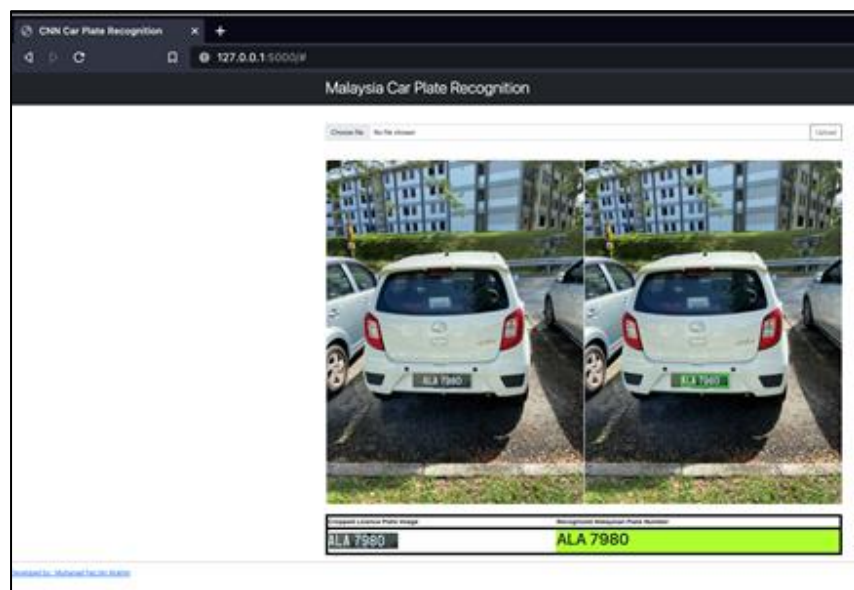 CNN Car Plate Recognition
127.0.0.1:5000/#
Malaysia Car Plate Recognition
Choose file No file chosen Upload
ALA 7980 ALA 7980
Cropped Licence Plate Image Recognized Malaysian Plate Number
ALA 7980 ALA 7980